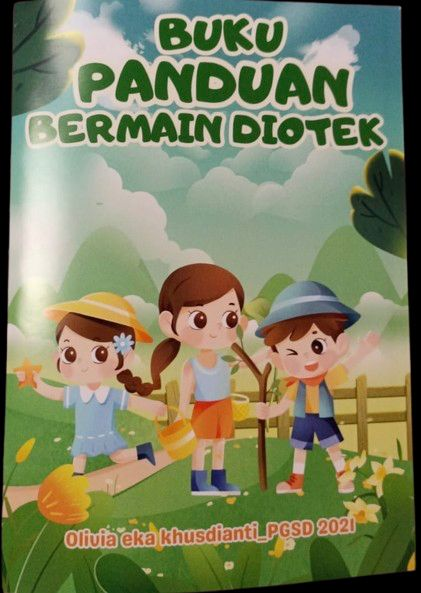 BUKU
PANDUAN
BERMAIN DIOTEK
Olivia eka khusdianti_PGSD 2021